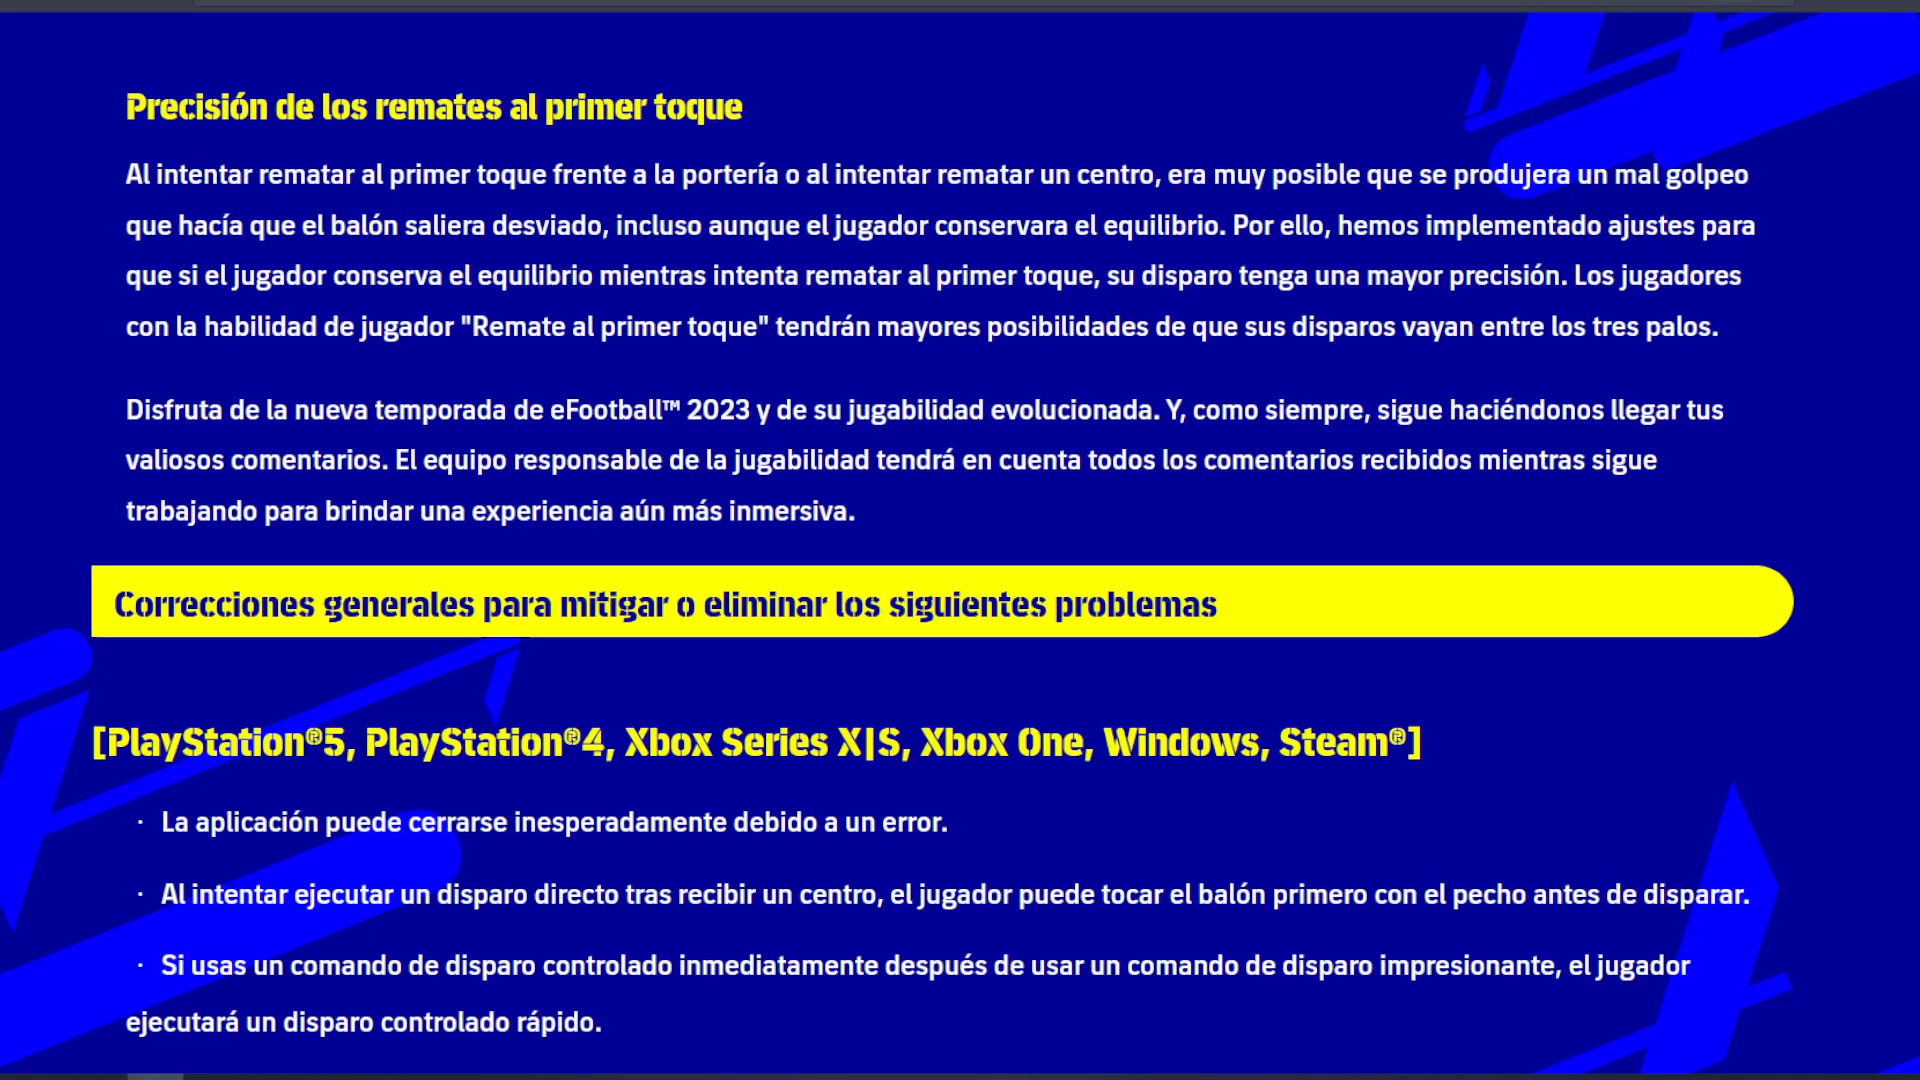 Precisión de los remates al primer toque
Al intentar rematar al primer toque frente a la portería o al intentar rematar un centro, era muy posible que se produjera un mal golpeo
que hacía que el balón saliera desviado, incluso aunque el jugador conservara el equilibrio. Por ello, hemos implementado ajustes para
que si el jugador conserva el equilibrio mientras intenta rematar al primer toque, su disparo tenga una mayor precisión. Los jugadores
con la habilidad de jugador "Remate al primer toque" tendrán mayores posibilidades de que sus disparos vayan entre los tres palos.
Disfruta de la nueva temporada de eFootball™ 2023 y de su jugabilidad evolucionada. Y, como siempre, sigue haciéndonos llegar tus
valiosos comentarios. El equipo responsable de la jugabilidad tendrá en cuenta todos los comentarios recibidos mientras sigue
trabajando para brindar una experiencia aún más inmersiva.
Correcciones generales para mitigar o eliminar los siguientes problemas
[PlayStation®5, PlayStation®4, Xbox Series X|S, Xbox One, Windows, Steam®]
· La aplicación puede cerrarse inesperadamente debido a un error.
· Al intentar ejecutar un disparo directo tras recibir un centro, el jugador puede tocar el balón primero con el pecho antes de disparar.
· Si usas un comando de disparo controlado inmediatamente después de usar un comando de disparo impresionante, el jugador
ejecutará un disparo controlado rápido.